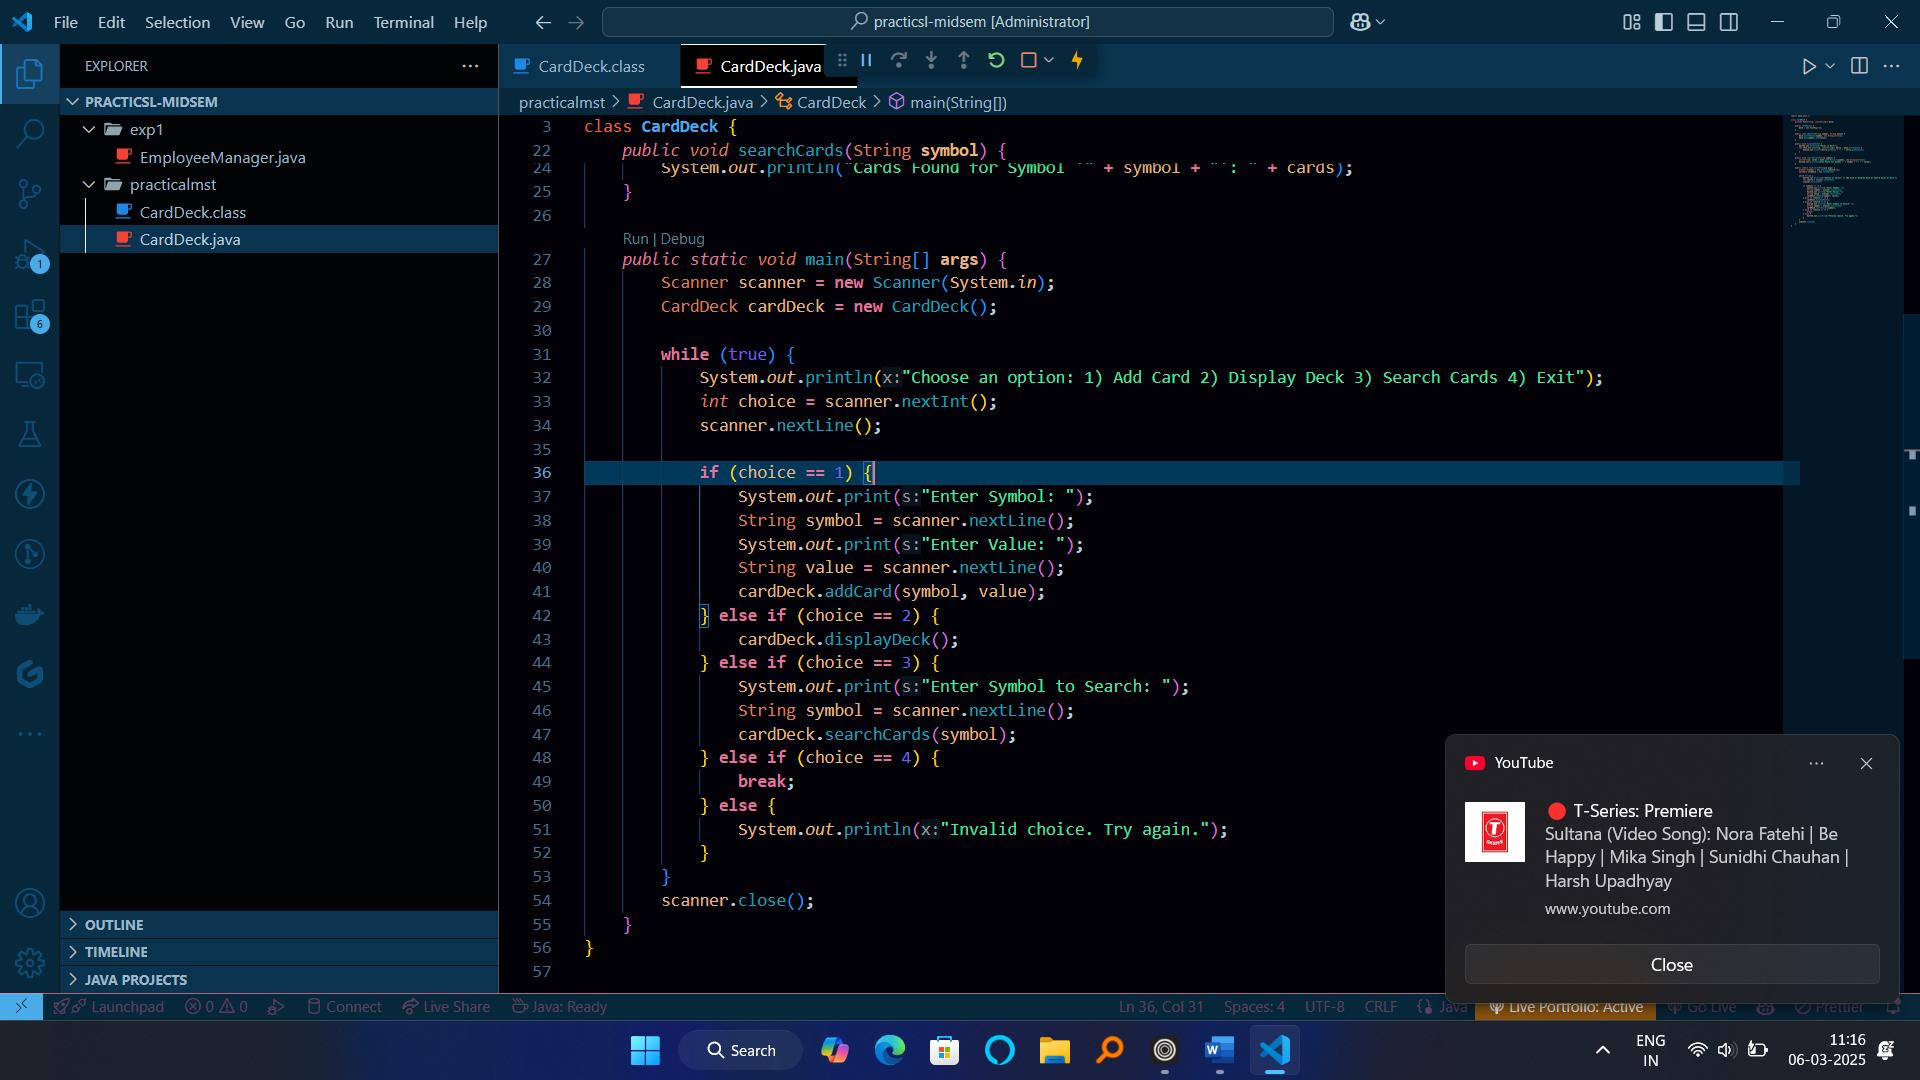 File Edit Selection View Go Run Terminal Help
practicsl-midsem [Administrator]
EXPLORER
CardDeck.class
CardDeck.java
PRACTICSL-MIDSEM
practicalmst > CardDeck.java > CardDeck > main(String[])
exp1
EmployeeManager.java
practicalmst
CardDeck.class
CardDeck.java
1
6
3 class CardDeck {
22 public void searchCards(String symbol) {
24 System.out.println("Cards Found for Symbol '" + symbol + "': " + cards);
25 }
26
Run | Debug
27 public static void main(String[] args) {
28 Scanner scanner = new Scanner(System.in);
29 CardDeck cardDeck = new CardDeck();
30
31 while (true) {
32 System.out.println(x:"Choose an option: 1) Add Card 2) Display Deck 3) Search Cards 4) Exit");
33 int choice = scanner.nextInt();
34 scanner.nextLine();
35
36 if (choice == 1) {
37 System.out.print(s:"Enter Symbol: ");
38 String symbol = scanner.nextLine();
39 System.out.print(s:"Enter Value: ");
40 String value = scanner.nextLine();
41 cardDeck.addCard(symbol, value);
42 } else if (choice == 2) {
43 cardDeck.displayDeck();
44 } else if (choice == 3) {
45 System.out.print(s:"Enter Symbol to Search: ");
46 String symbol = scanner.nextLine();
47 cardDeck.searchCards(symbol);
48 } else if (choice == 4) {
49 break;
50 } else {
51 System.out.println(x:"Invalid choice. Try again.");
52 }
53 }
54 scanner.close();
55 }
56 }
57
YouTube
T-Series: Premiere
Sultana (Video Song): Nora Fatehi | Be
Happy | Mika Singh | Sunidhi Chauhan |
Harsh Upadhyay
www.youtube.com
Close
OUTLINE
TIMELINE
JAVA PROJECTS
Launchpad 0 0 Connect Live Share Java: Ready Ln 36, Col 31 Spaces: 4 UTF-8 CRLF {} Java Live Portfolio: Active Go Live Prettier
Search
ENG
IN
11:16
06-03-2025